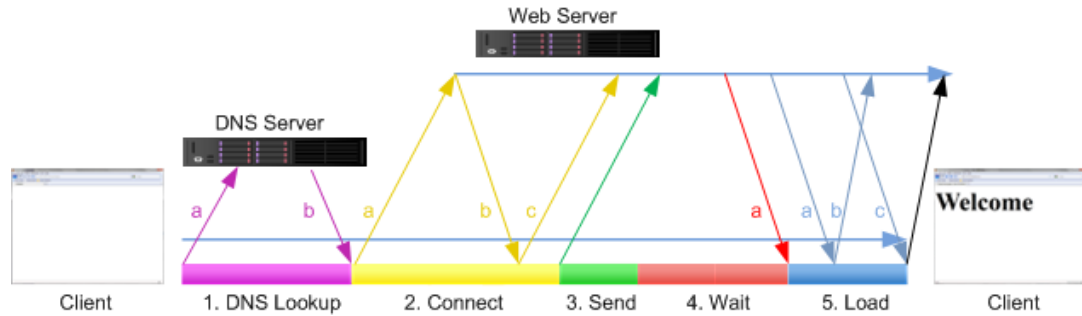 Web Server
DNS Server
a
b
a
b
c
a
a
b
c
Welcome
Client
1. DNS Lookup
2. Connect
3. Send
4. Wait
5. Load
Client